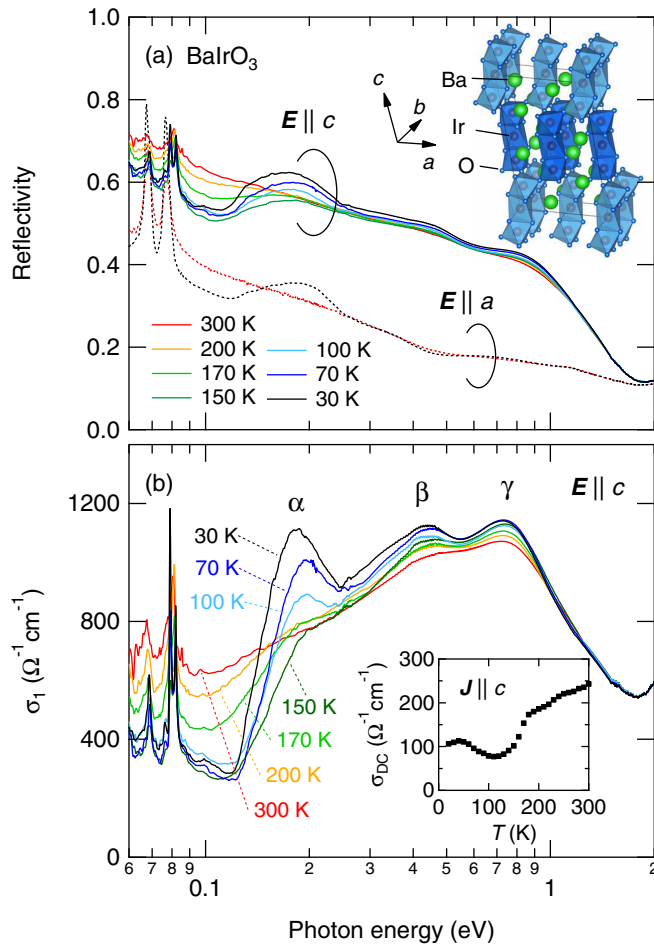 (a) BaIrO3
E || c
c
b
a
Ba
Ir
O
E || a
1.0
0.8
0.6
0.4
0.2
0.0
Reflectivity
300 K
200 K
170 K
150 K
100 K
70 K
30 K
(b)
α
β
γ
E || c
30 K
70 K
100 K
150 K
170 K
200 K
300 K
1200
800
400
0
σ1 (Ω−1cm−1)
J || c
300
200
100
0
σDC (Ω−1cm−1)
0
100
200
300
T (K)
6 7 8 9 0.1 2 3 4 5 6 7 8 9 1 2
Photon energy (eV)